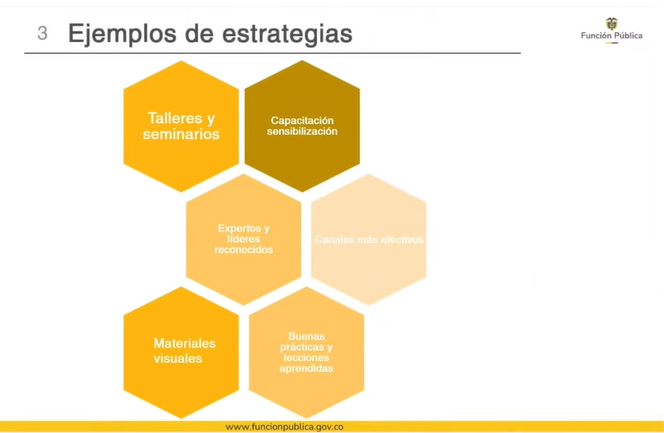 3 Ejemplos de estrategias
Función Pública
Talleres y
seminarios
Capacitación
sensibilización
Expertos y
líderes
reconocidos
Canales más efectivos
Materiales
visuales
Buenas
prácticas y
lecciones
aprendidas
www.funcionpublica.gov.co